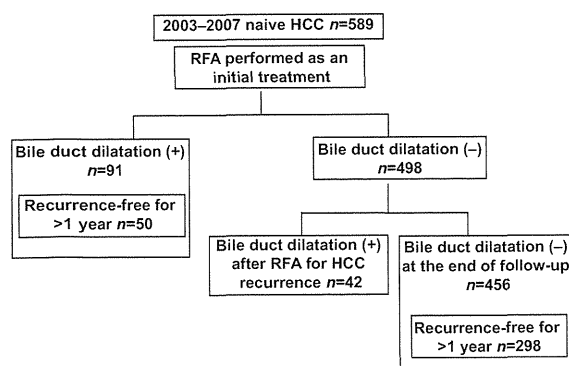 2003–2007 naive HCC n=589
RFA performed as an
initial treatment
Bile duct dilatation (+)
n=91
Recurrence-free for
>1 year n=50
Bile duct dilatation (–)
n=498
Bile duct dilatation (+)
after RFA for HCC
recurrence n=42
Bile duct dilatation (–)
at the end of follow-up
n=456
Recurrence-free for
>1 year n=298